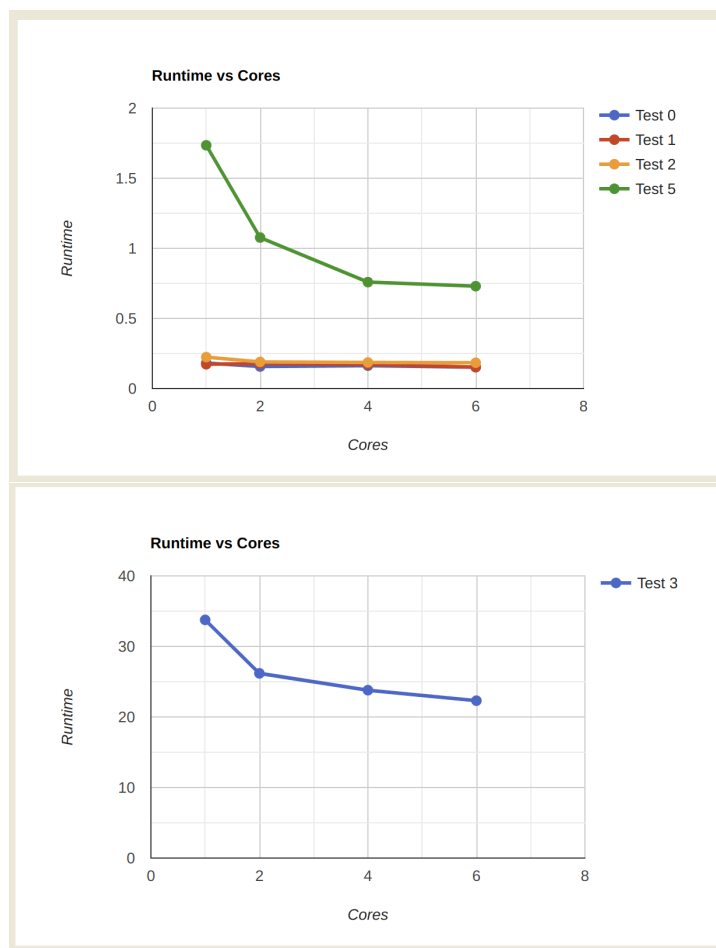 Runtime vs Cores
2
1.5
1
0.5
0
0 2 4 6 8
Runtime
Cores
Test 0
Test 1
Test 2
Test 5
Runtime vs Cores
40
30
20
10
0
0 2 4 6 8
Runtime
Cores
Test 3